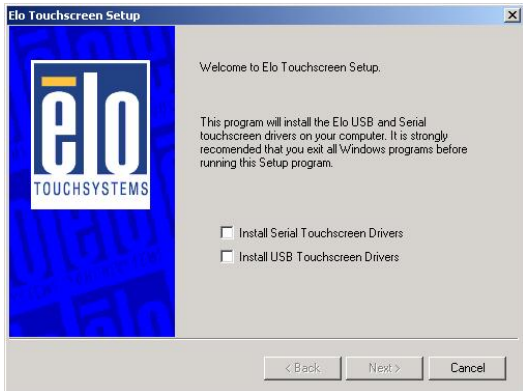 Elo Touchscreen Setup
elo
TOUCHSYSTEMS
Welcome to Elo Touchscreen Setup.
This program will install the Elo USB and Serial
touchscreen drivers on your computer. It is strongly
recomended that you exit all Windows programs before
running this Setup program.
Install Serial Touchscreen Drivers
Install USB Touchscreen Drivers
< Back
Next >
Cancel